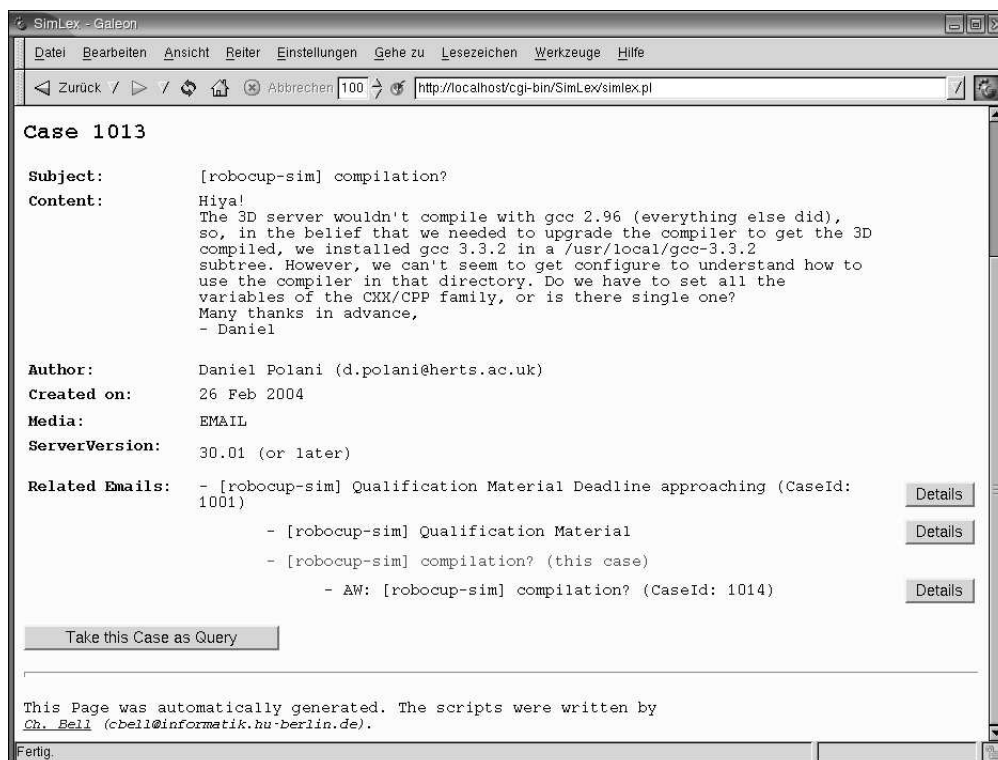 SimLex - Galeon
Datei Bearbeiten Ansicht Reiter Einstellungen Gehe zu Lesezeichen Werkzeuge Hilfe
Zurück Abbrechen 100 http://localhost/cgi-bin/SimLex/simlex.pl
Case 1013
Subject: [robocup-sim] compilation?
Content: Hiya!
The 3D server wouldn't compile with gcc 2.96 (everything else did),
so, in the belief that we needed to upgrade the compiler to get the 3D
compiled, we installed gcc 3.3.2 in a /usr/local/gcc-3.3.2
subtree. However, we can't seem to get configure to understand how to
use the compiler in that directory. Do we have to set all the
variables of the CXX/CPP family, or is there single one?
Many thanks in advance,
- Daniel
Author: Daniel Polani (d.polani@herts.ac.uk)
Created on: 26 Feb 2004
Media: EMAIL
ServerVersion: 30.01 (or later)
Related Emails: - [robocup-sim] Qualification Material Deadline approaching (CaseId:
1001) Details
- [robocup-sim] Qualification Material Details
- [robocup-sim] compilation? (this case)
- AW: [robocup-sim] compilation? (CaseId: 1014) Details
Take this Case as Query
This Page was automatically generated. The scripts were written by
Ch. Bell (cbell@informatik.hu-berlin.de).
Fertig.